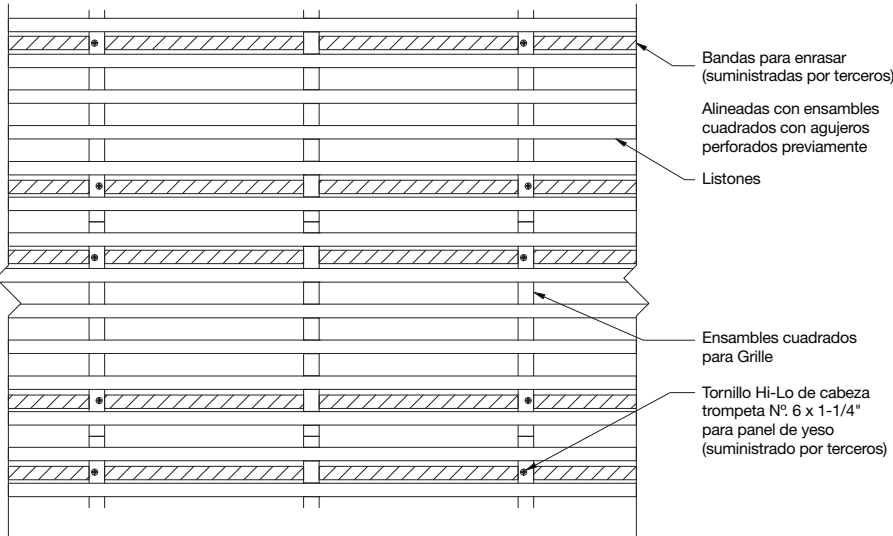 Bandas para enrasar
(suministradas por terceros)
Alineadas con ensambles
cuadrados con agujeros
perforados previamente
Listones
Ensambles cuadrados
para Grille
Tornillo Hi-Lo de cabeza
trompeta Nº. 6 x 1-1/4"
para panel de yeso
(suministrado por terceros)